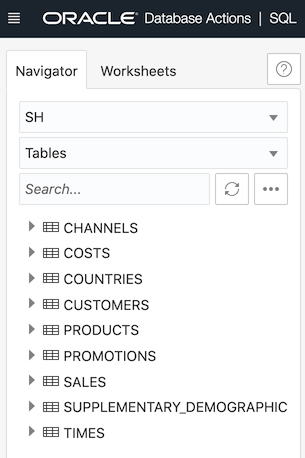 ORACLE Database Actions | SQL
Navigator Worksheets
?
SH
Tables
Search...
CHANNELS
COSTS
COUNTRIES
CUSTOMERS
PRODUCTS
PROMOTIONS
SALES
SUPPLEMENTARY_DEMOGRAPHIC
TIMES